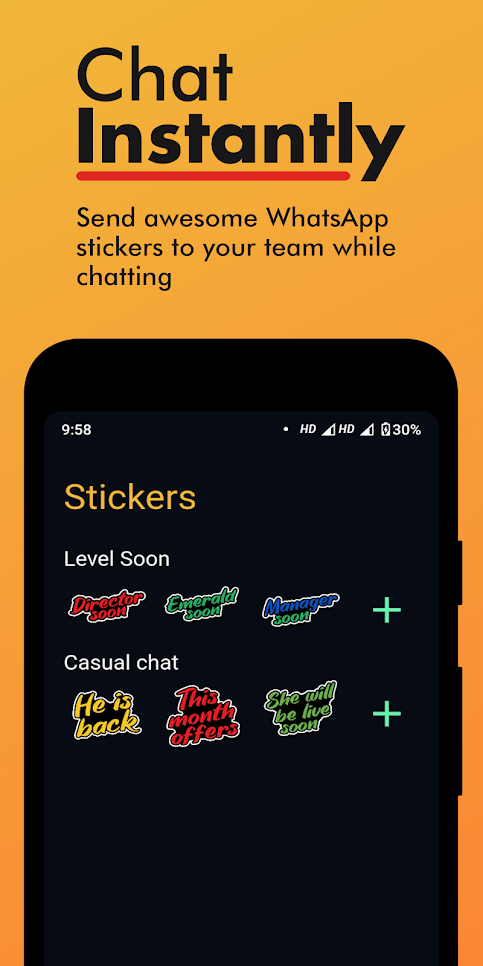 Chat
Instantly
Send awesome WhatsApp
stickers to your team while
chatting
9:58
HD HD 30%
Stickers
Level Soon
Director
soon
Emerald
soon
Manager
soon
Casual chat
He is
back
This
month
offers
She will
be live
soon